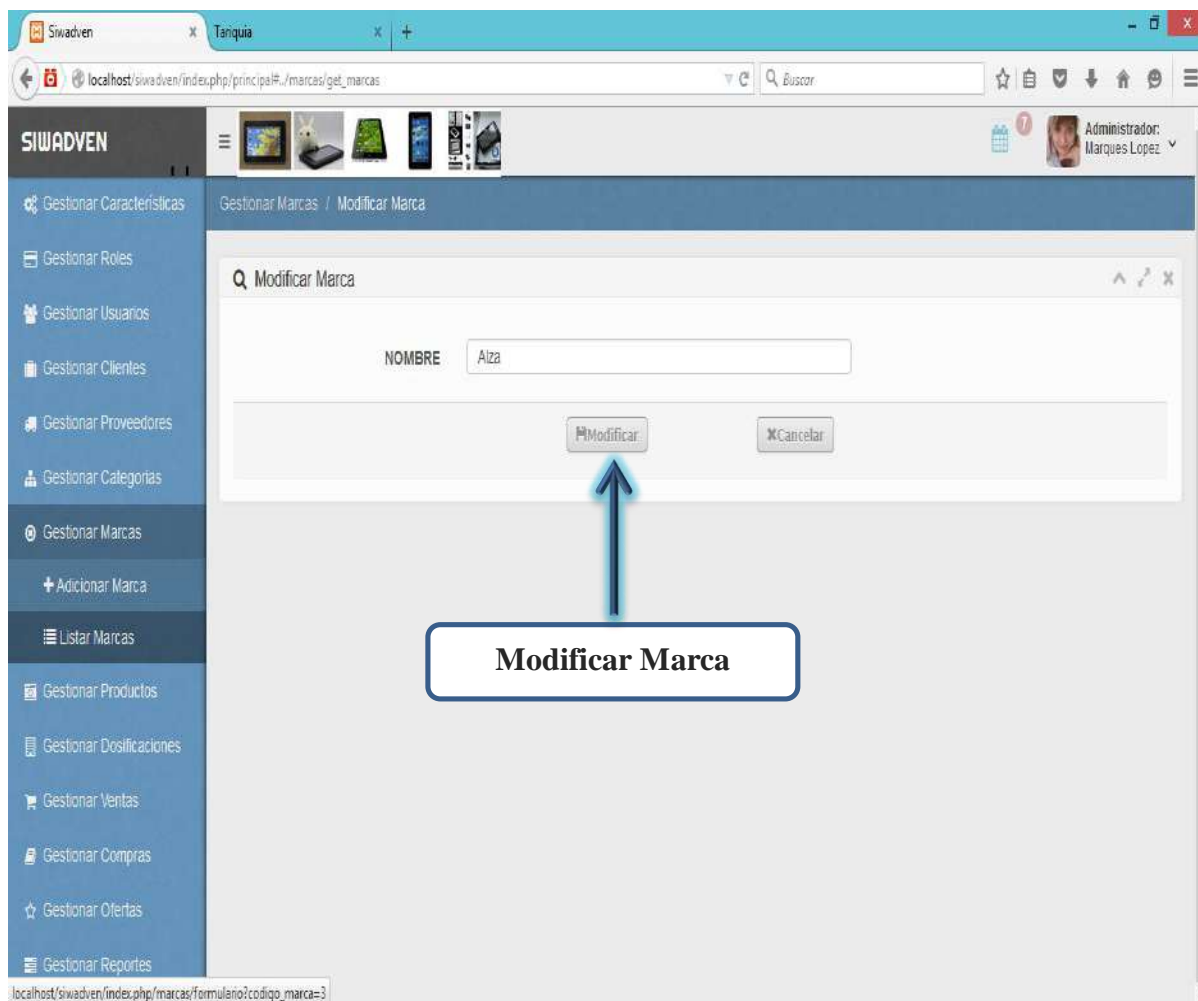 Siwadven
Tariquia
localhost/siwadven/index.php/principal#../marcas/get_marcas
Buscar
SIWADVEN
7
Administrador:
Marques Lopez
Gestionar Características
Gestionar Marcas / Modificar Marca
Gestionar Roles
Modificar Marca
Gestionar Usuarios
NOMBRE
Alza
Gestionar Clientes
Gestionar Proveedores
Modificar
Cancelar
Gestionar Categorias
Gestionar Marcas
Adicionar Marca
Listar Marcas
Modificar Marca
Gestionar Productos
Gestionar Dosificaciones
Gestionar Ventas
Gestionar Compras
Gestionar Ofertas
Gestionar Reportes
localhost/siwadven/index.php/marcas/formulario?codigo_marca=3